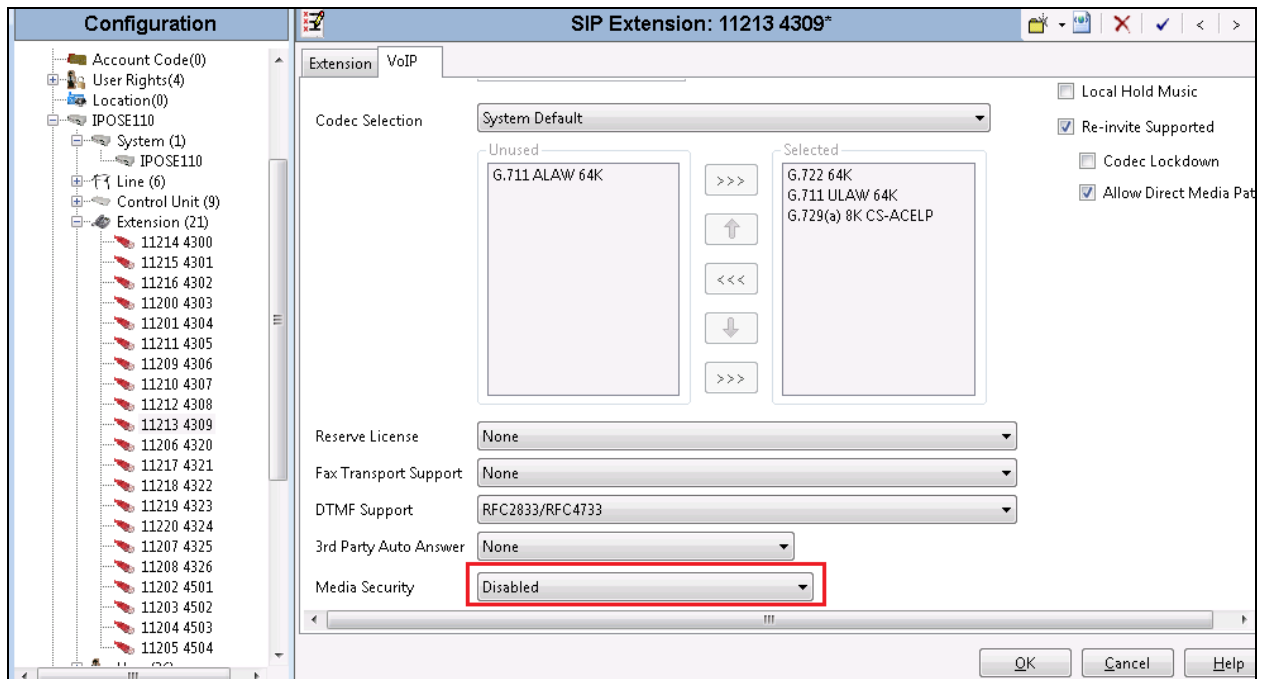 Configuration
SIP Extension: 11213 4309*
Account Code(0)
User Rights(4)
Location(0)
IPOSE110
System (1)
IPOSE110
Line (6)
Control Unit (9)
Extension (21)
11214 4300
11215 4301
11216 4302
11200 4303
11201 4304
11211 4305
11209 4306
11210 4307
11212 4308
11213 4309
11206 4320
11217 4321
11218 4322
11219 4323
11220 4324
11207 4325
11208 4326
11202 4501
11203 4502
11204 4503
11205 4504
Extension
VoIP
Codec Selection
System Default
Unused
G.711 ALAW 64K
>>>
<<<
>>>
Selected
G.722 64K
G.711 ULAW 64K
G.729(a) 8K CS-ACELP
Local Hold Music
Re-invite Supported
Codec Lockdown
Allow Direct Media Pat
Reserve License
None
Fax Transport Support
None
DTMF Support
RFC2833/RFC4733
3rd Party Auto Answer
None
Media Security
Disabled
OK
Cancel
Help